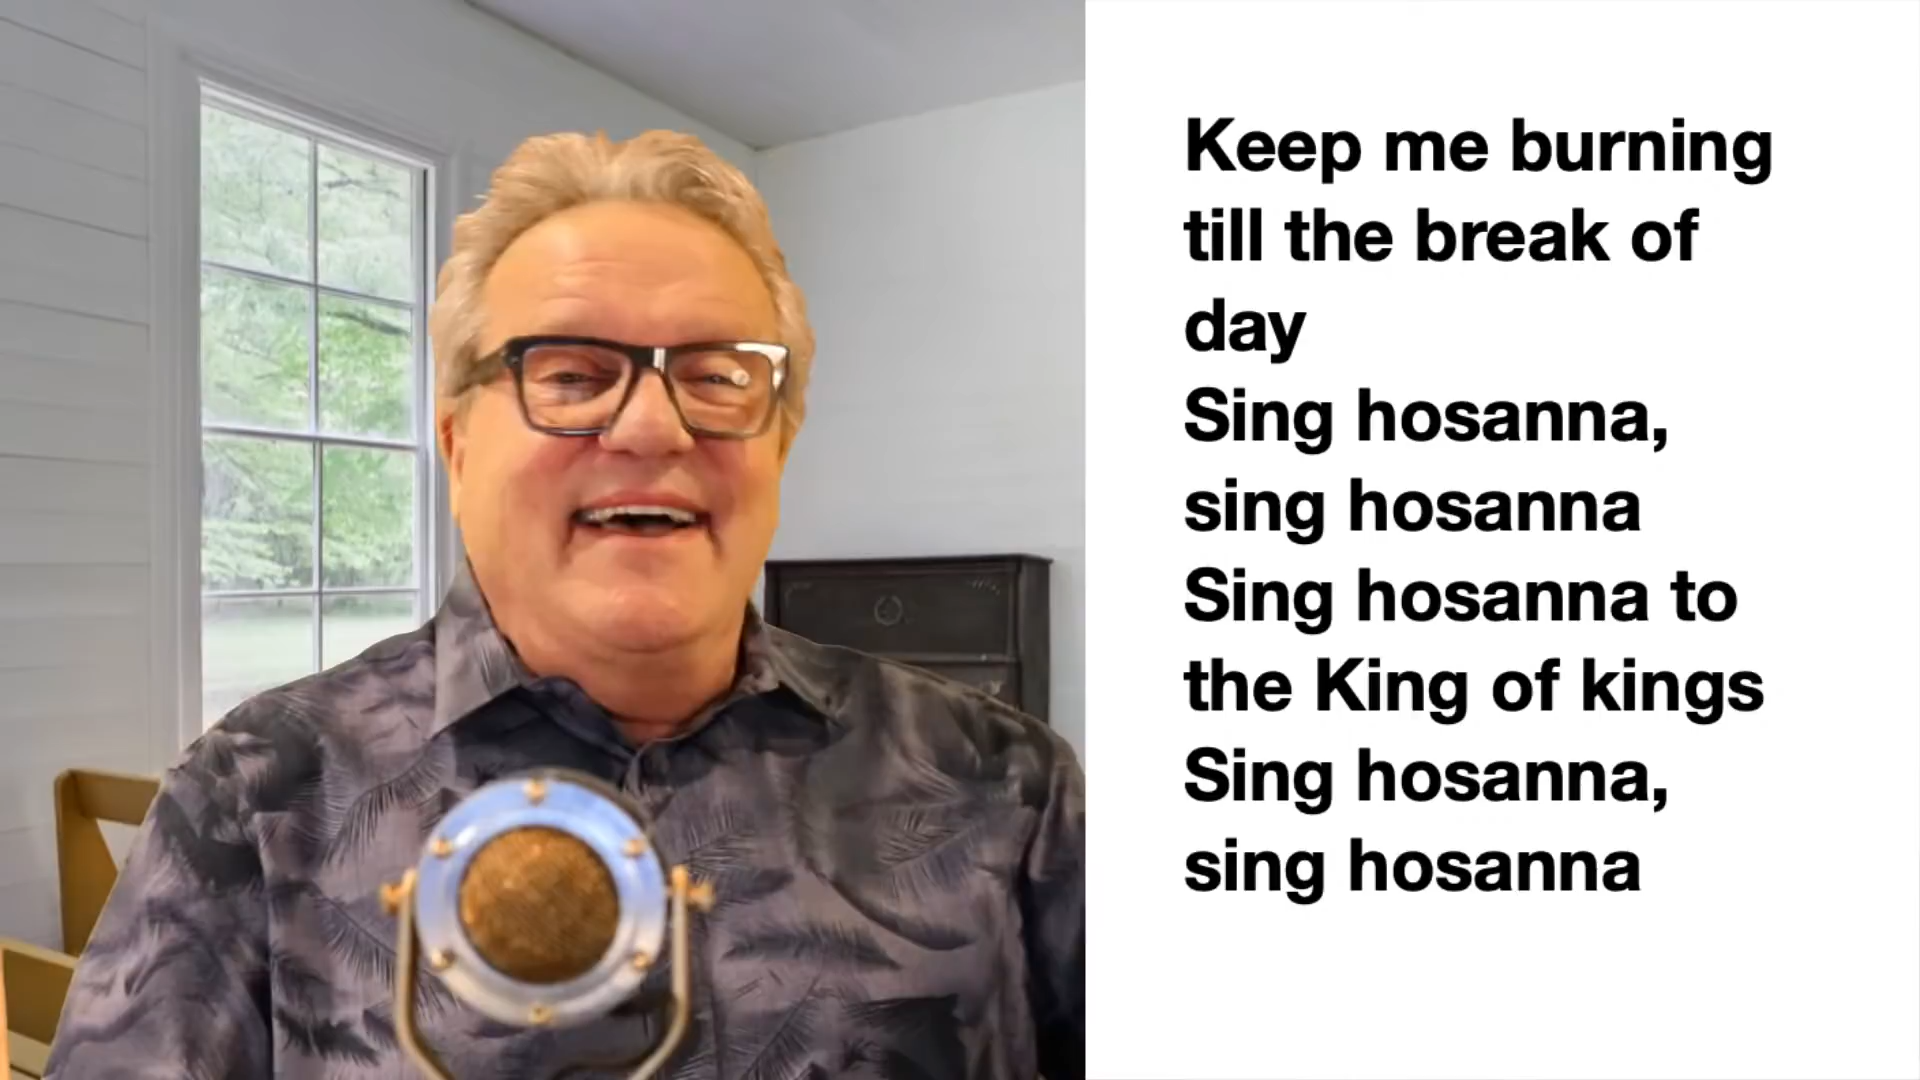 Keep me burning
till the break of
day
Sing hosanna,
sing hosanna
Sing hosanna to
the King of kings
Sing hosanna,
sing hosanna